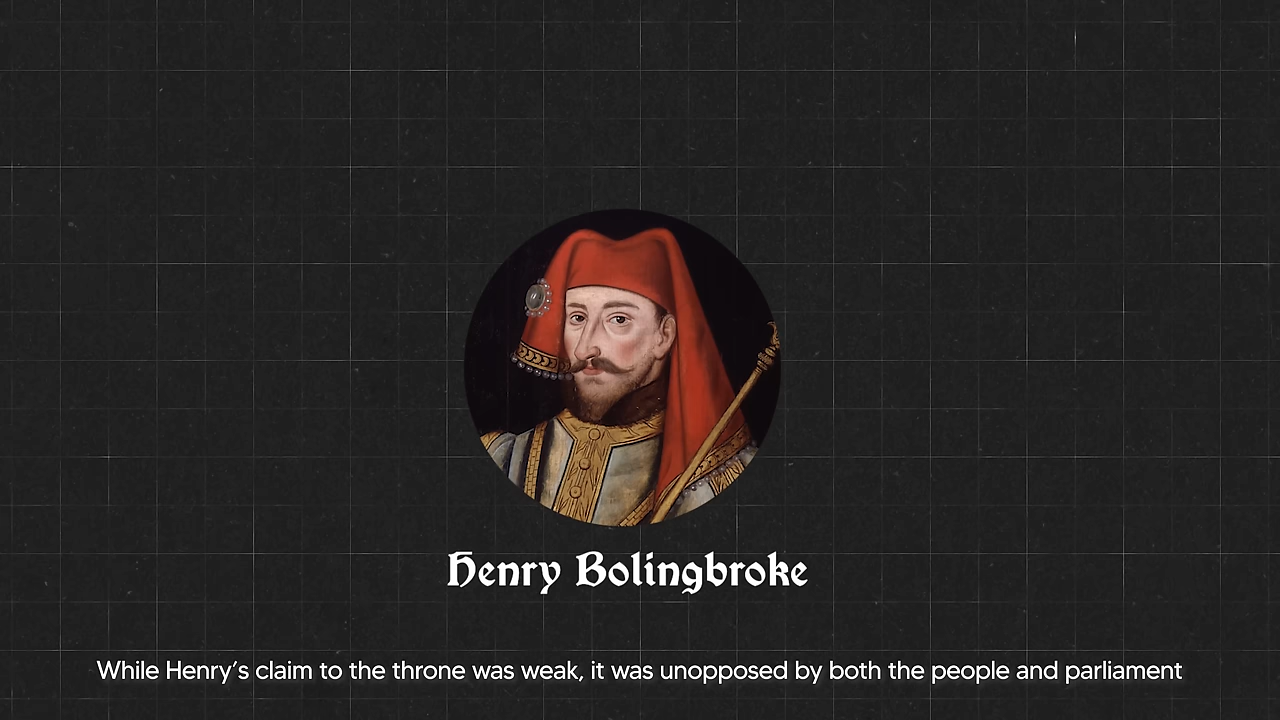 Henry Bolingbroke
While Henry's claim to the throne was weak, it was unopposed by both the people and parliament